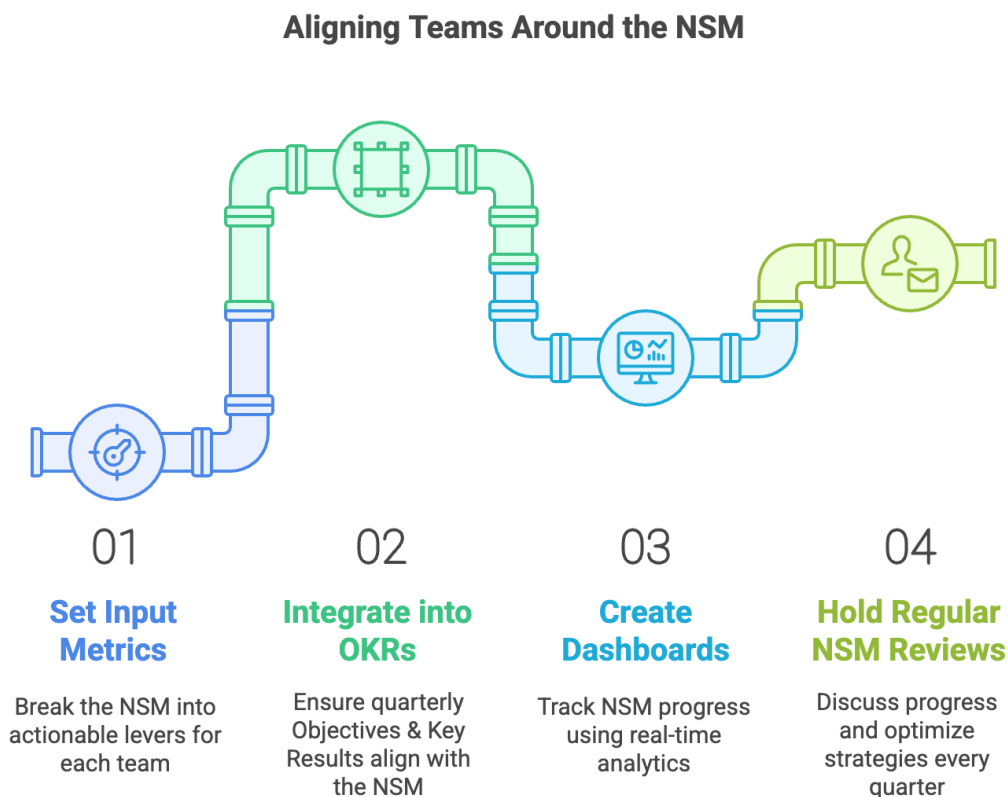 Aligning Teams Around the NSM
01
Set Input
Metrics
Break the NSM into
actionable levers for
each team
02
Integrate into
OKRs
Ensure quarterly
Objectives & Key
Results align with
the NSM
03
Create
Dashboards
Track NSM progress
using real-time
analytics
04
Hold Regular
NSM Reviews
Discuss progress
and optimize
strategies every
quarter